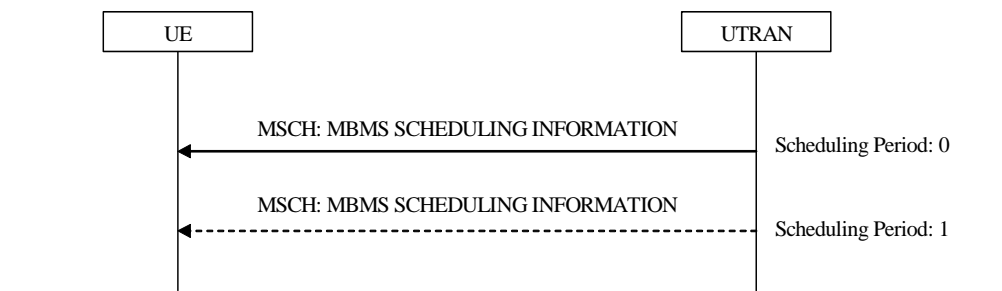 UE
UTRAN
MSCH: MBMS SCHEDULING INFORMATION
Scheduling Period: 0
MSCH: MBMS SCHEDULING INFORMATION
Scheduling Period: 1